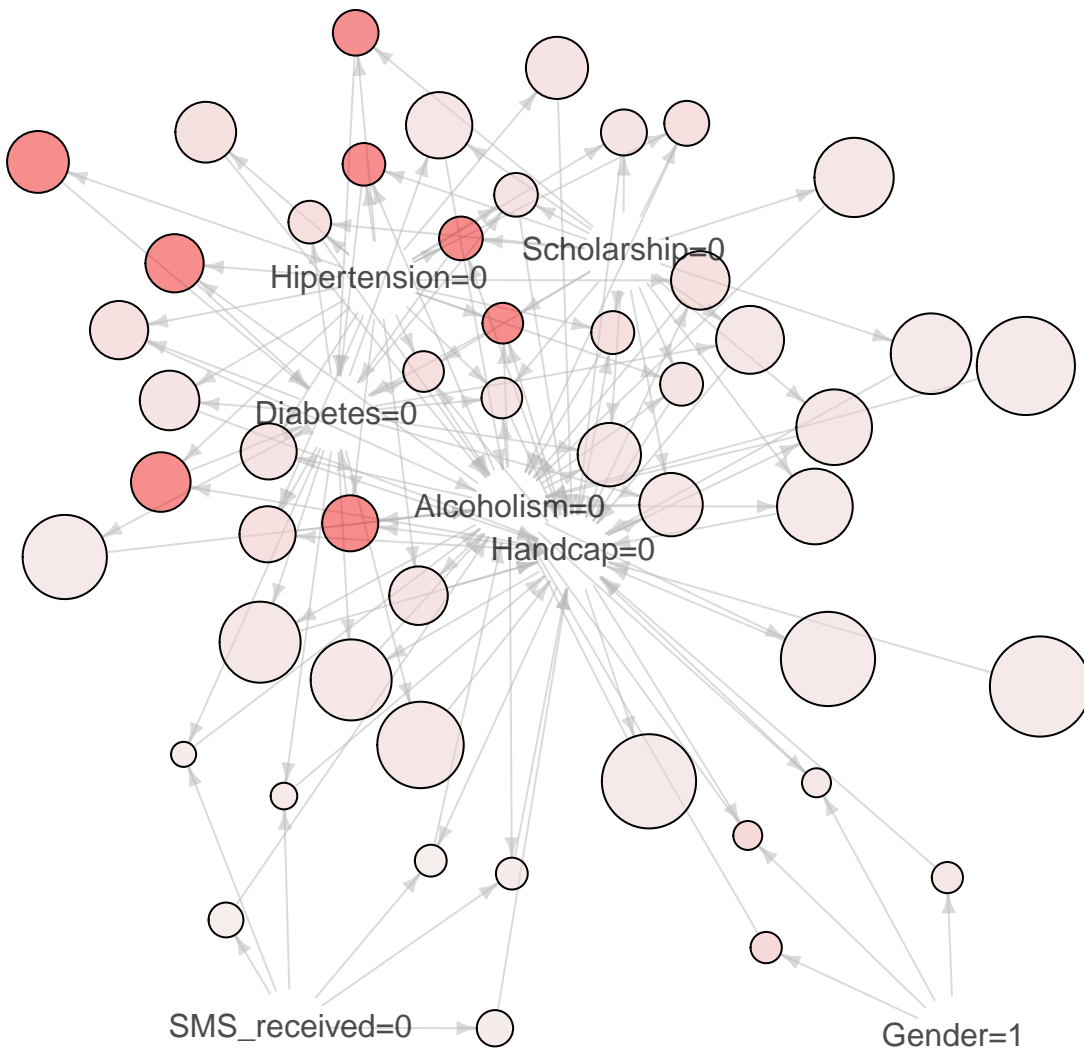 Scholarship=0
Hipertension=0
Diabetes=0
Alcoholism=0
Handcap=0
SMS_received=0
Gender=1